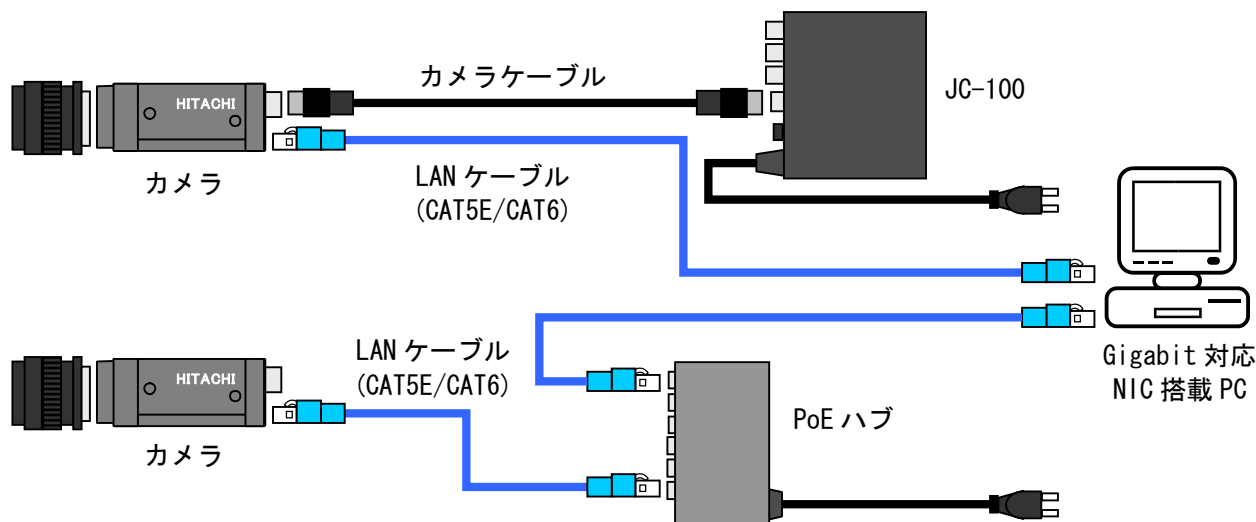 カメラケーブル
JC-100
HITACHI
カメラ
LAN ケーブル
(CAT5E/CAT6)
LAN ケーブル
(CAT5E/CAT6)
HITACHI
カメラ
PoE ハブ
Gigabit 対応
NIC 搭載 PC